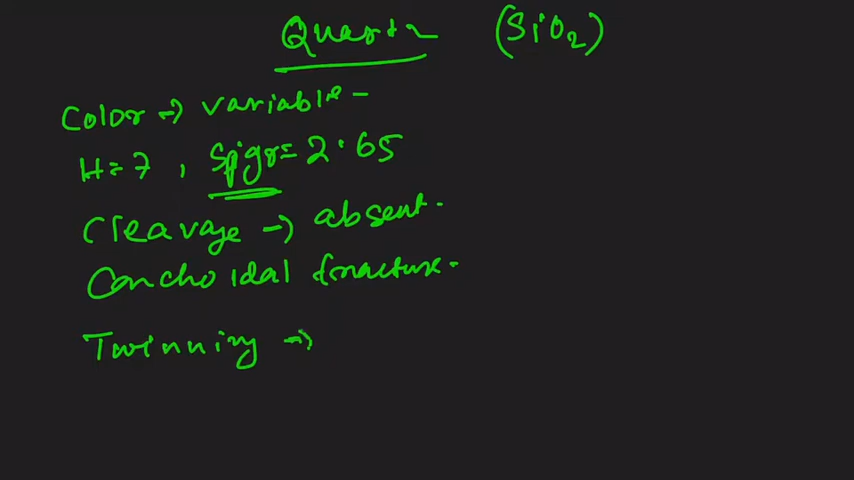 Quartz (SiO₂)
Color → variable -
H = 7, Sp gr = 2.65
Cleavage → absent.
Conchoidal fracture.
Twinning →